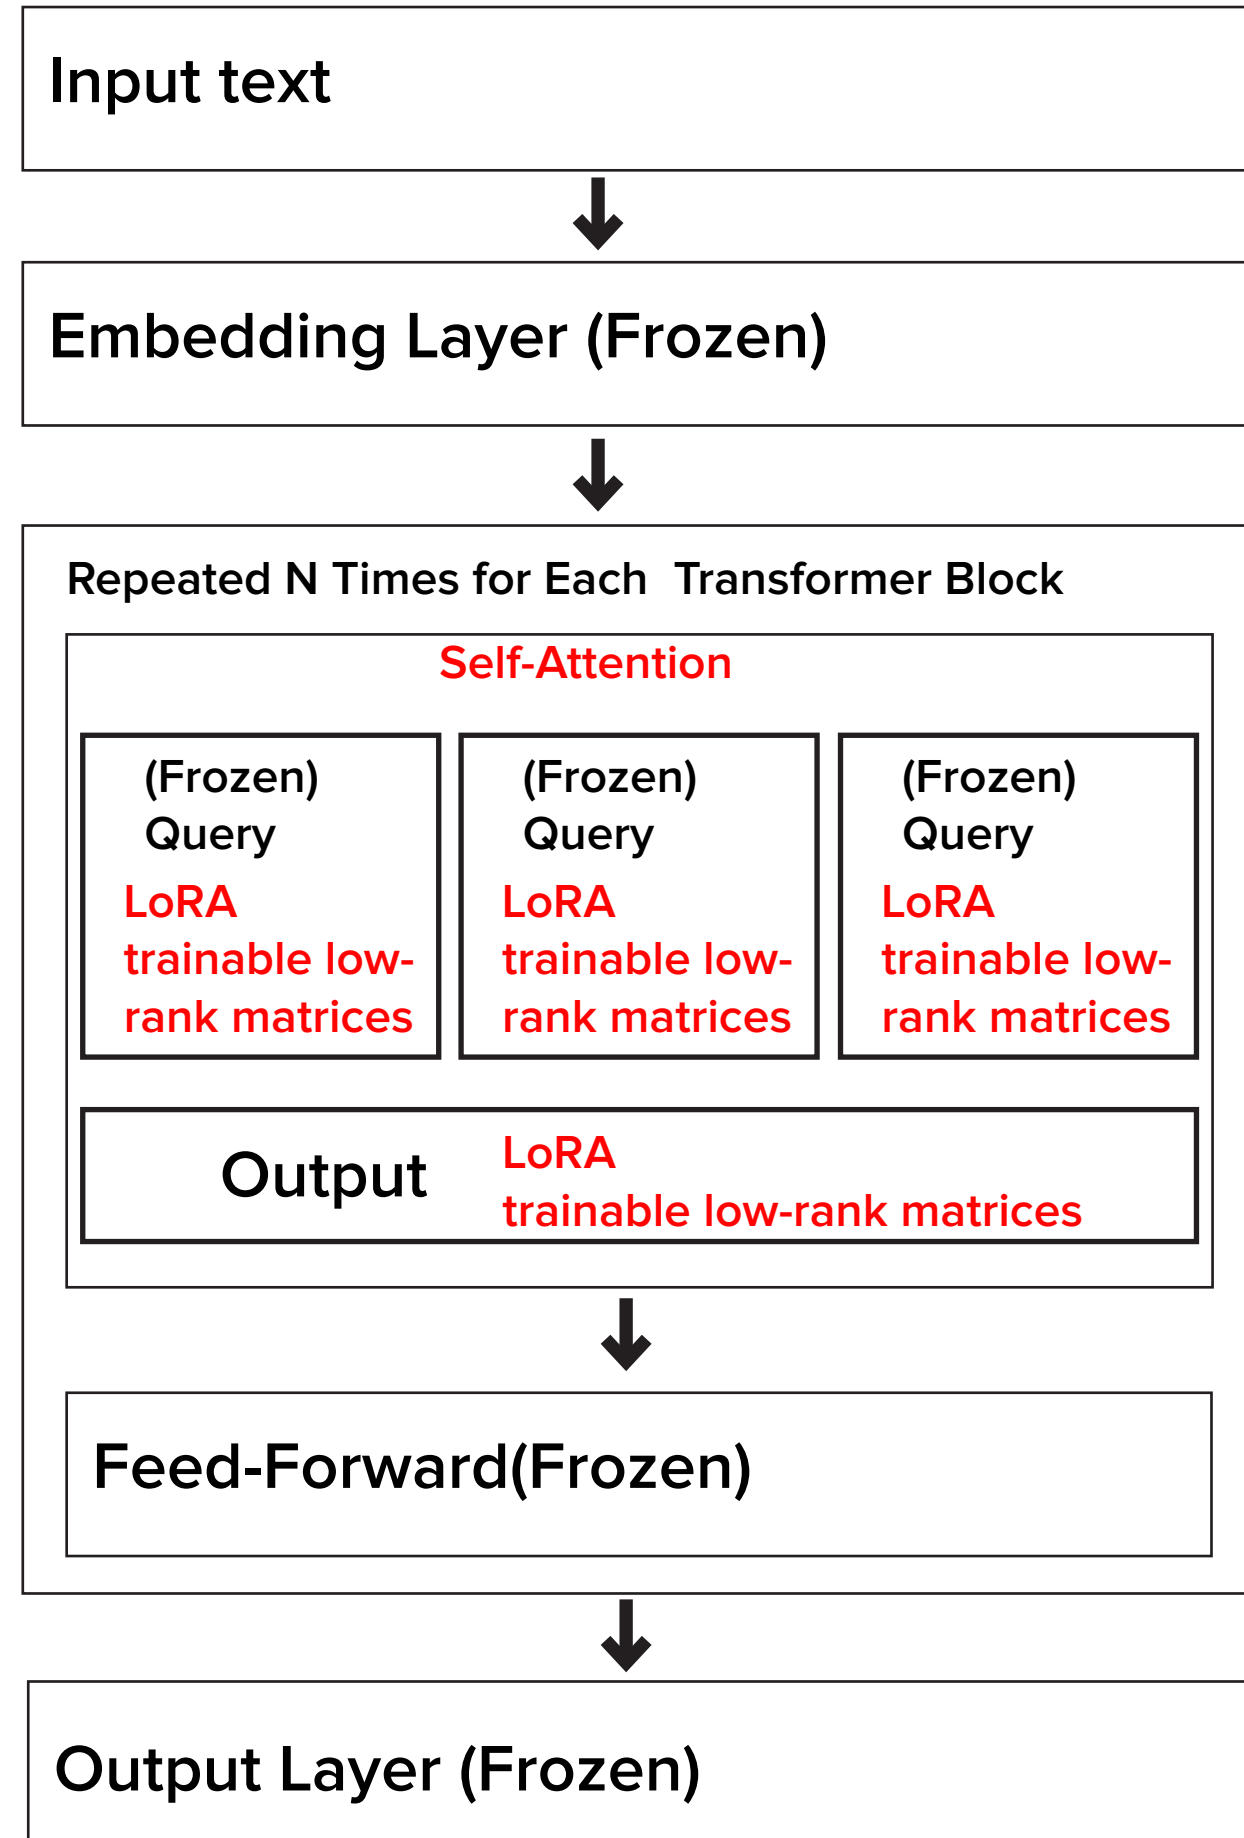 Input text
Embedding Layer (Frozen)
Repeated N Times for Each  Transformer Block
Self-Attention
(Frozen)
Query
LoRA
trainable low-
rank matrices
(Frozen)
Query
LoRA
trainable low-
rank matrices
(Frozen)
Query
LoRA
trainable low-
rank matrices
Output
LoRA
trainable low-rank matrices
Feed-Forward(Frozen)
Output Layer (Frozen)